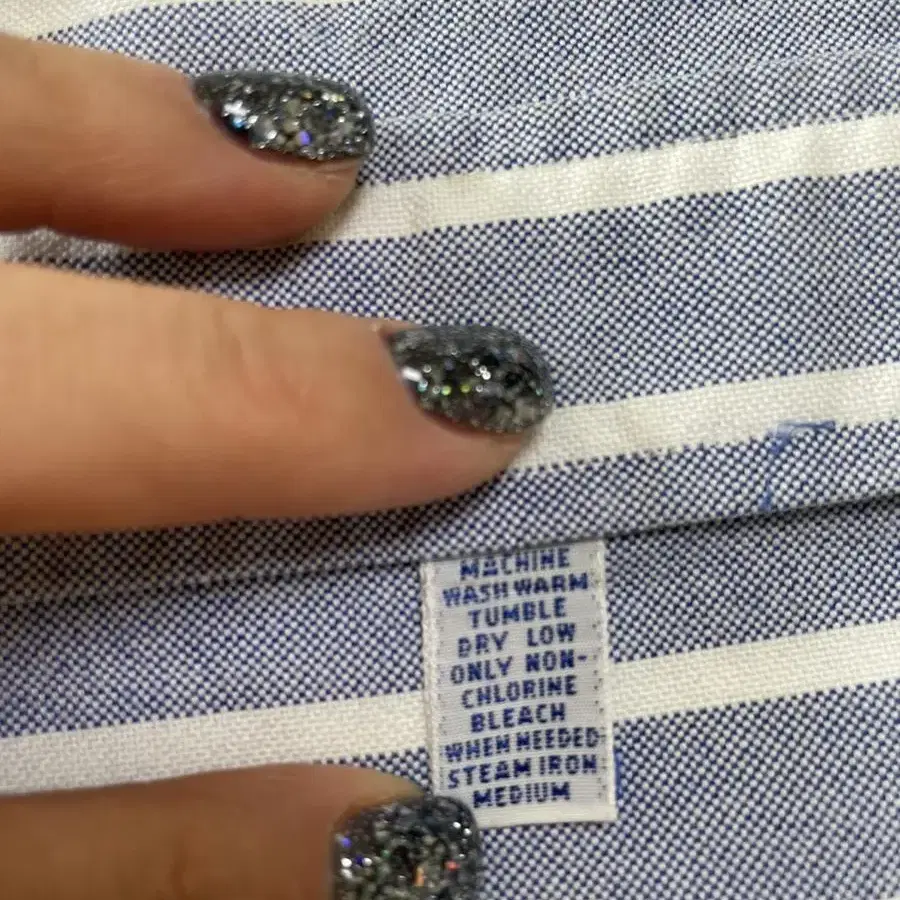 MACHINE
WASH WARM
TUMBLE
DRY LOW
ONLY NON-
CHLORINE
BLEACH
WHEN NEEDED
STEAM IRON
MEDIUM